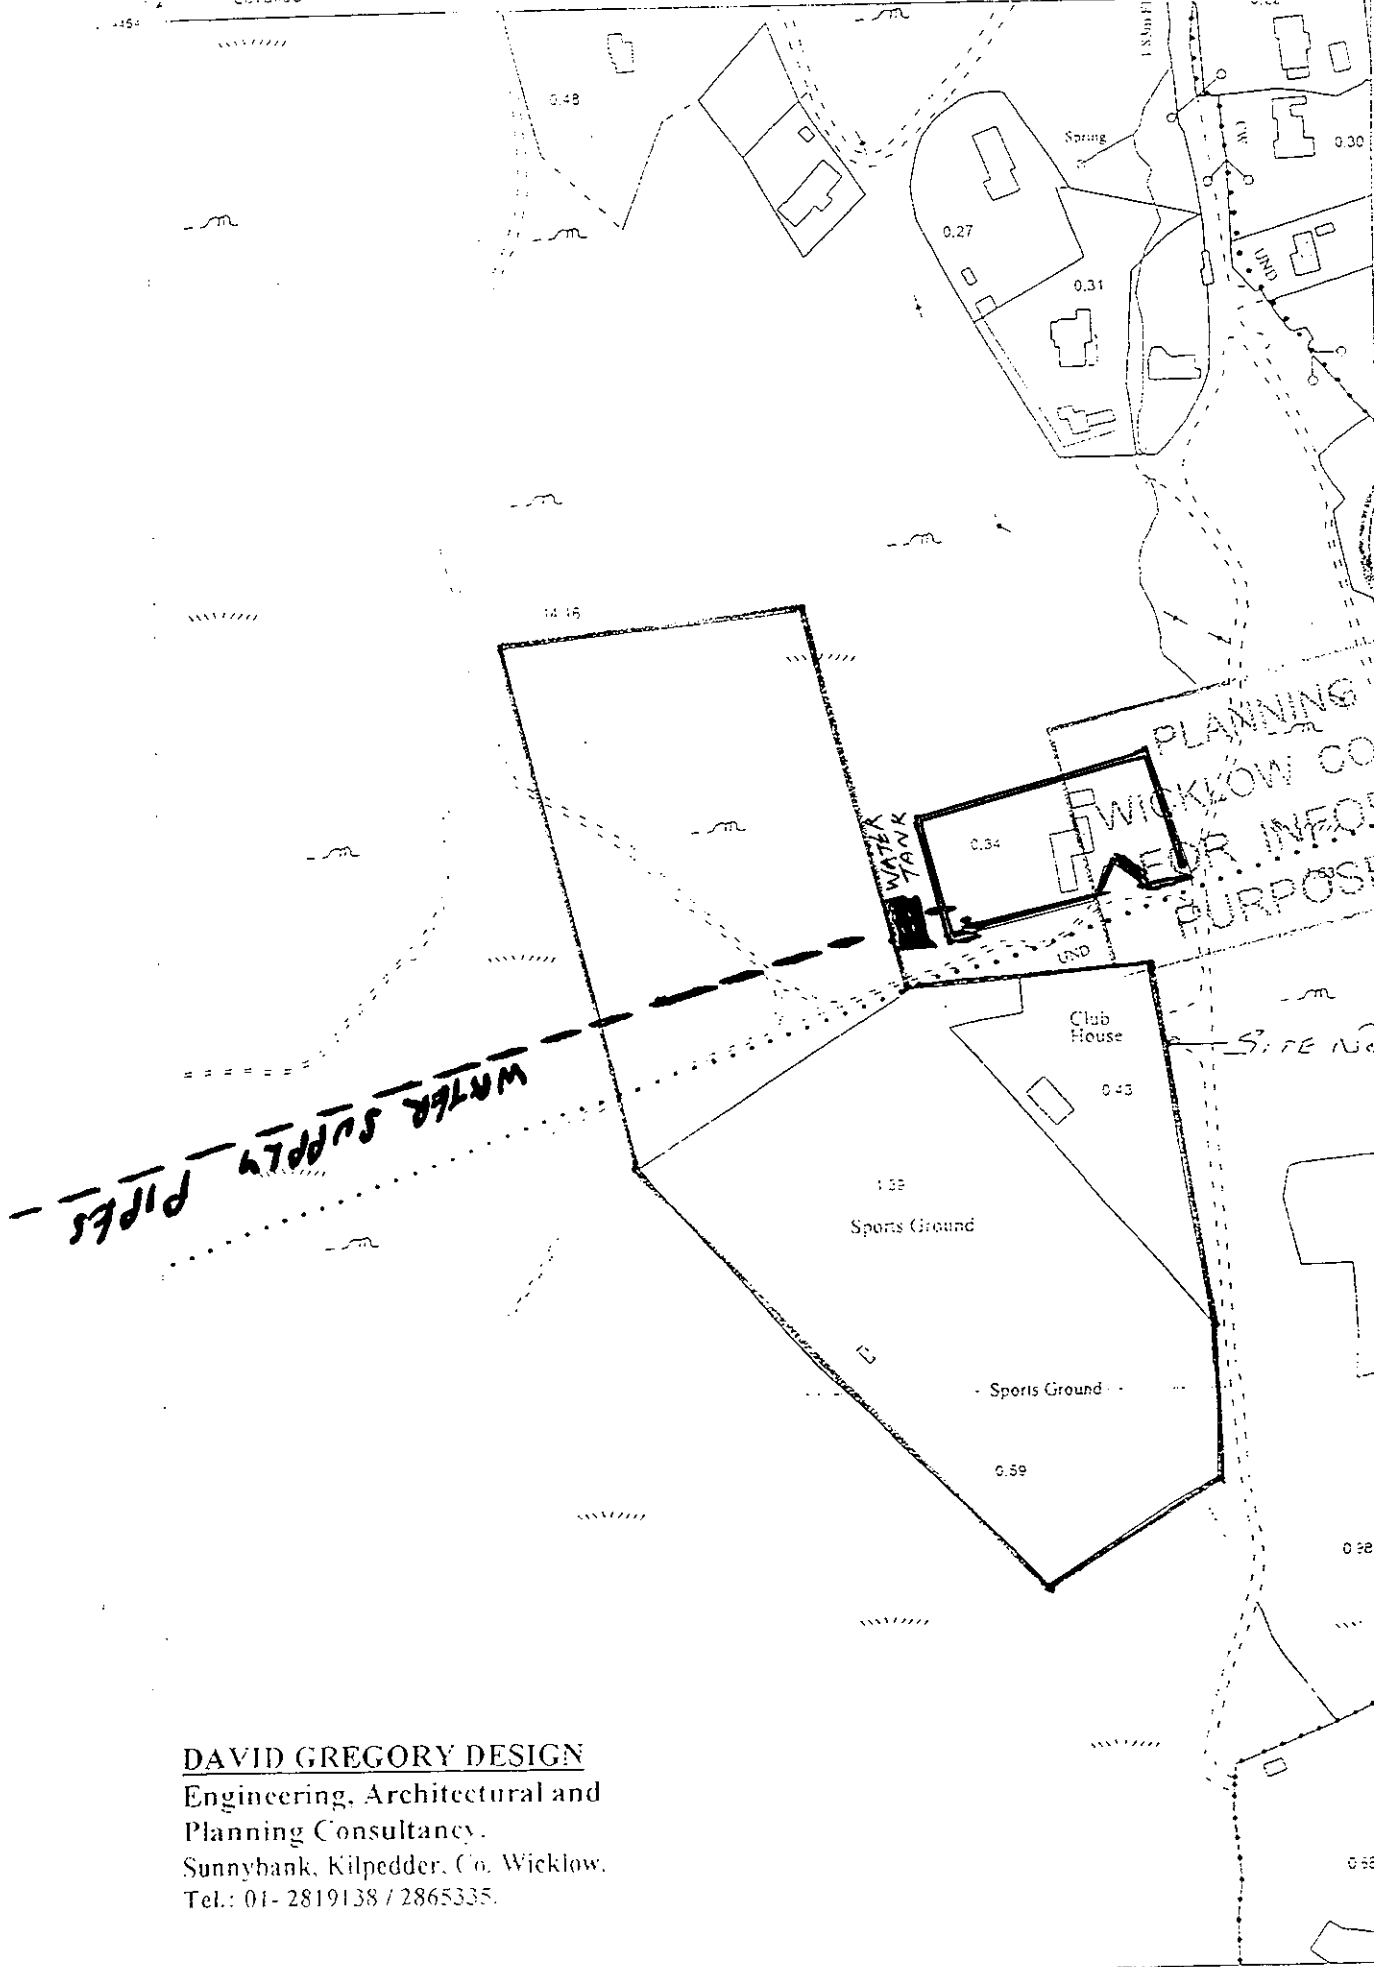 0.48
Spring
0.30
0.27
UND
0.31
14.16
PLANNING
WICKLOW CO
FOR INFO
PURPOSE
WATER
TANK
0.34
UND
Club
House
0.43
WATER SUPPLY PIPES
1.39
Sports Ground
Sports Ground
0.59
DAVID GREGORY DESIGN
Engineering, Architectural and
Planning Consultancy.
Sunnybank, Kilpedder, Co. Wicklow.
Tel.: 01- 2819138 / 2865335.